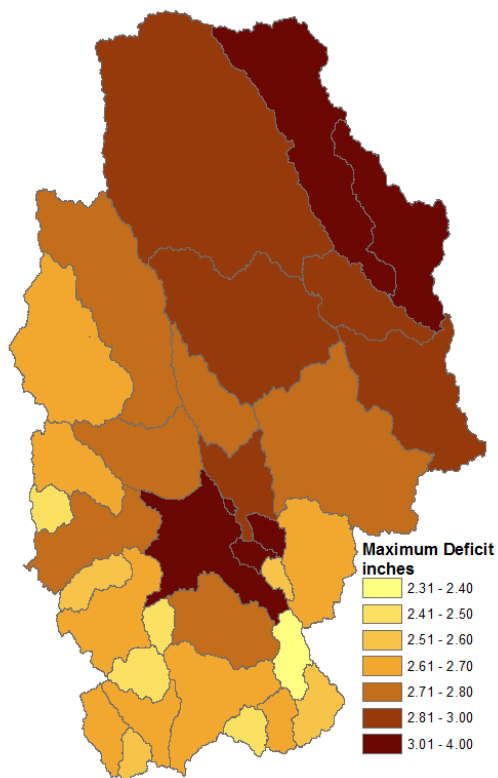 Maximum Deficit
inches
2.31 - 2.40
2.41 - 2.50
2.51 - 2.60
2.61 - 2.70
2.71 - 2.80
2.81 - 3.00
3.01 - 4.00